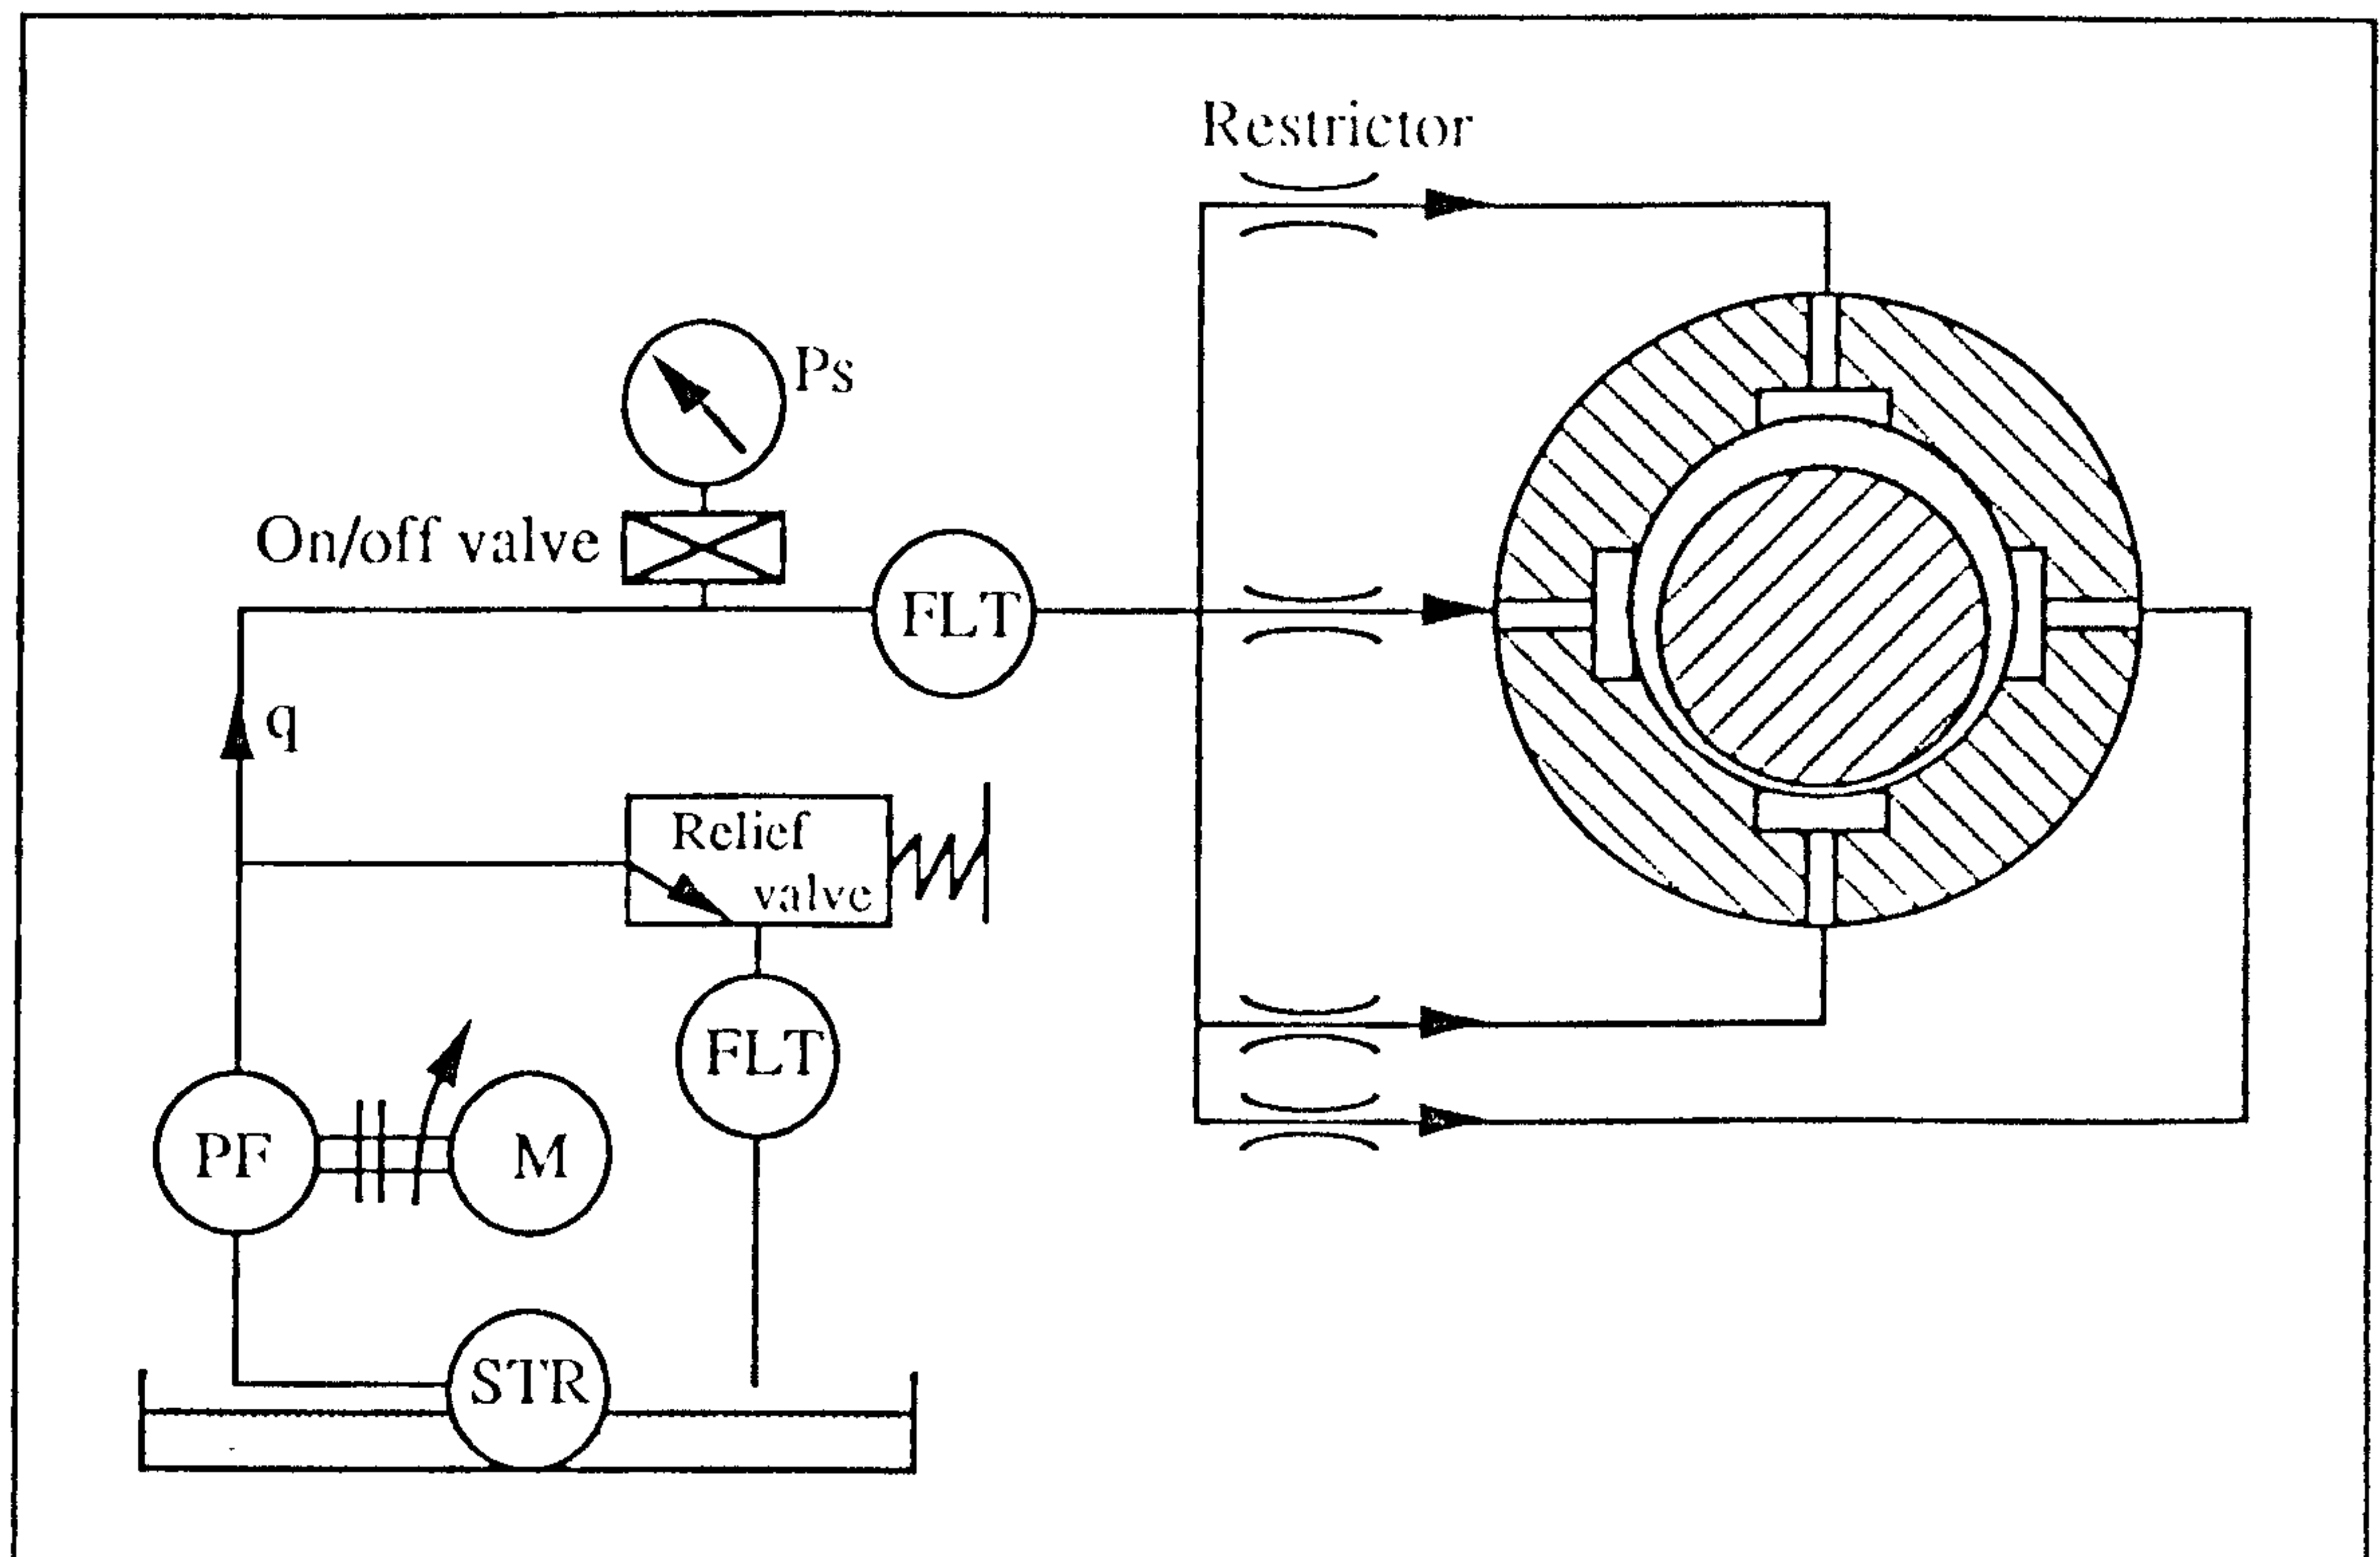 Restrictor
Ps
On/off valve
FLT
q
Relief
valve
FLT
PF
M
STR